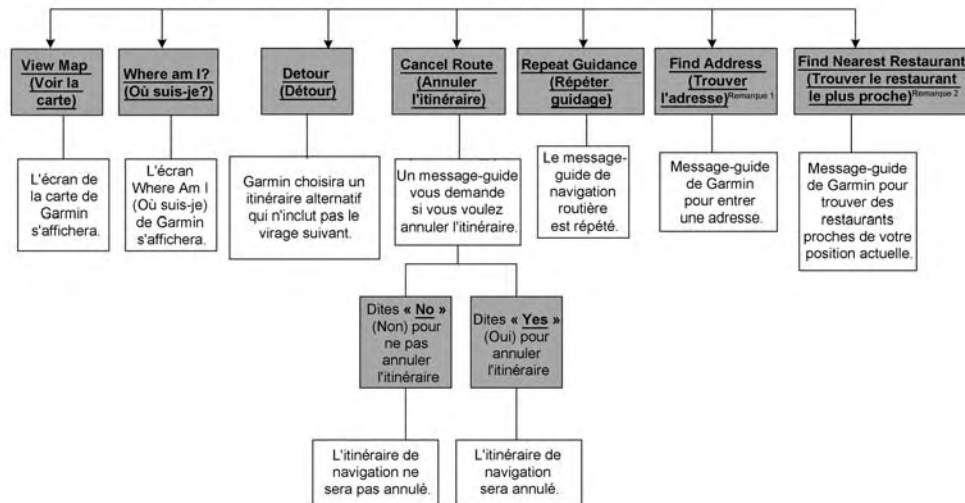 View Map
(Voir la
carte)
Where am I?
(Où suis-je?)
Detour
(Détour)
Cancel Route
(Annuler
l'itinéraire)
Repeat Guidance
(Répéter
guidage)
Find Address
(Trouver
l'adresse)Remarque 1
Find Nearest Restaurant
(Trouver le restaurant
le plus proche)Remarque 2
L'écran de
la carte de
Garmin
s'affichera.
L'écran
Where Am I
(Où suis-je)
de Garmin
s'affichera.
Garmin choisira un
itinéraire alternatif
qui n'inclut pas le
virage suivant.
Un message-guide
vous demande
si vous voulez
annuler l'itinéraire.
Le message-
guide de
navigation
routière
est répété.
Message-guide
de Garmin
pour entrer
une adresse.
Message-guide
de Garmin pour
trouver des
restaurants
proches de votre
position actuelle.
Dites « No »
(Non) pour
ne pas
annuler
l'itinéraire
Dites « Yes »
(Oui) pour
annuler
l'itinéraire
L'itinéraire de
navigation ne
sera pas annulé.
L'itinéraire de
navigation
sera annulé.